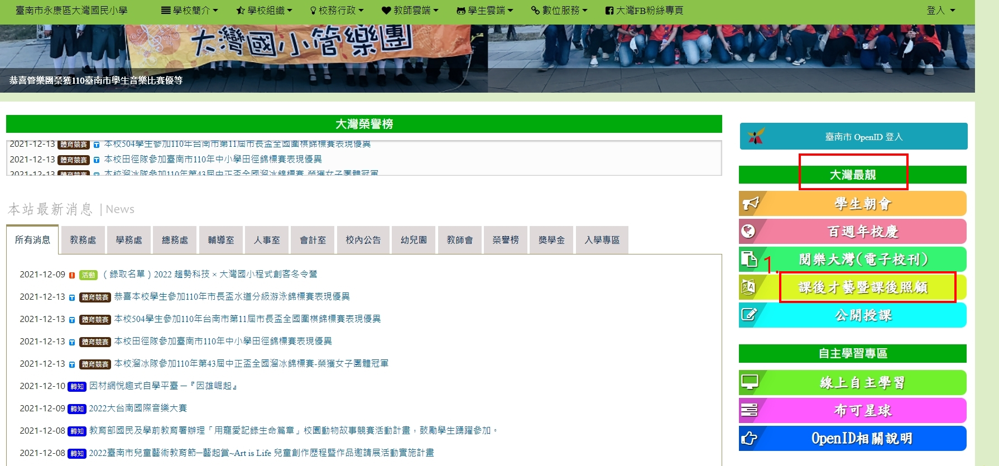 臺南市永康區大灣國民小學 學校簡介 學校組織 校務行政 教師雲端 學生雲端 數位服務 大灣FB粉絲專頁 登入
大灣國小管樂團
恭喜管樂團榮獲110臺南市學生音樂比賽優等
大灣榮譽榜
2021-12-13 體育競賽 本校504學生參加110年台南市第11屆市長盃全國圍棋錦標賽表現優異
2021-12-13 體育競賽 本校田徑隊參加臺南市110年中小學田徑錦標賽表現優異
2021-12-13 體育競賽 本校溜冰隊參加110年第43屆中正盃全國溜冰錦標賽-榮獲女子團體冠軍
本站最新消息 | News
所有消息 教務處 學務處 總務處 輔導室 人事室 會計室 校內公告 幼兒園 教師會 榮譽榜 獎學金 入學專區
2021-12-09 活動 （錄取名單）2022 趨勢科技 × 大灣國小程式創客冬令營
2021-12-13 體育競賽 恭喜本校學生參加110年市長盃水道分級游泳錦標賽表現優異
2021-12-13 體育競賽 本校504學生參加110年台南市第11屆市長盃全國圍棋錦標賽表現優異
2021-12-13 體育競賽 本校田徑隊參加臺南市110年中小學田徑錦標賽表現優異
2021-12-13 體育競賽 本校溜冰隊參加110年第43屆中正盃全國溜冰錦標賽-榮獲女子團體冠軍
2021-12-10 轉知 因材網悅趣式自學平臺－『因雄崛起』
2021-12-09 轉知 2022大台南國際音樂大賽
2021-12-08 轉知 教育部國民及學前教育署辦理「用寵愛記錄生命篇章」校園動物故事競賽活動計畫，鼓勵學生踴躍參加。
2021-12-08 轉知 2022臺南市兒童藝術教育節─藝起賞~Art is Life 兒童創作歷程暨作品邀請展活動實施計畫
臺南市 OpenID 登入
大灣最靚
學生朝會
百週年校慶
閱樂大灣(電子校刊)
1.
課後才藝暨課後照顧
公開授課
自主學習專區
線上自主學習
布可星球
OpenID相關說明